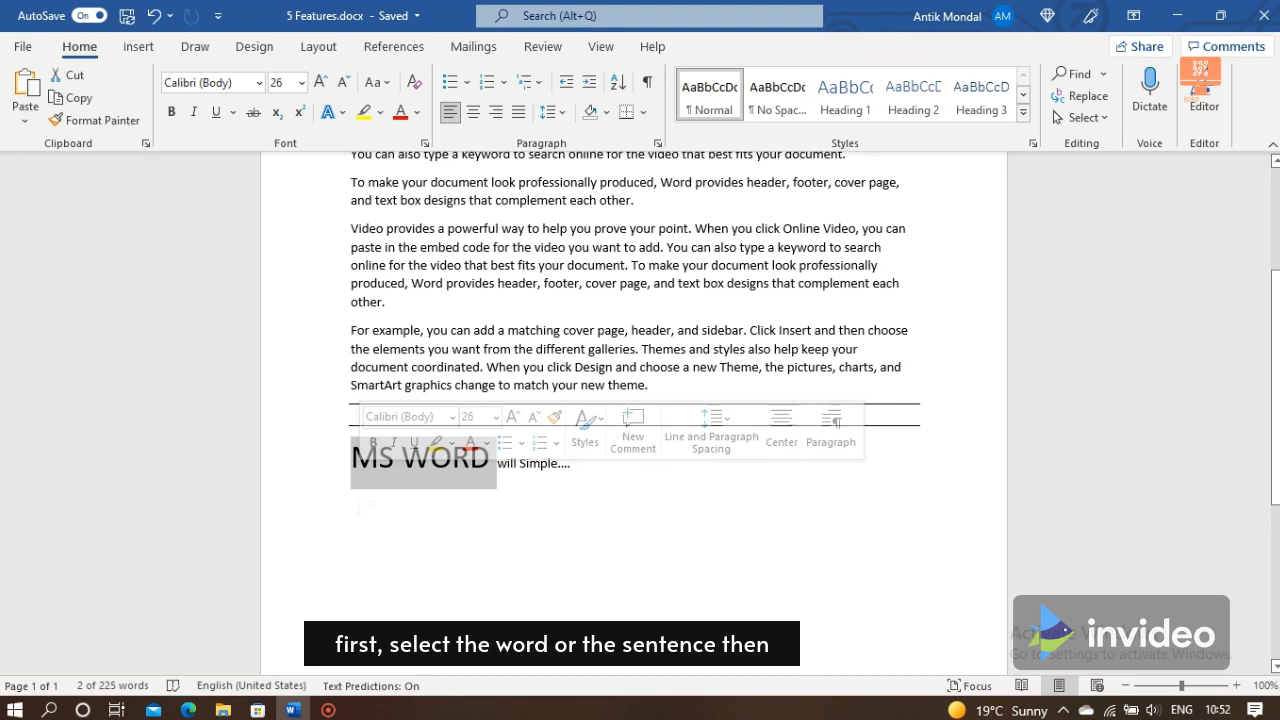 AutoSave On 5 Features.docx - Saved Search (Alt+Q) Antik Mondal AM
File Home Insert Draw Design Layout References Mailings Review View Help Share Comments
Paste Cut Copy Format Painter
Calibri (Body) 26 Aa
B I U ab x₂ x² A A
AaBbCcDc AaBbCcDc AaBbCc AaBbCcD AaBbCcD
¶ Normal ¶ No Spac... Heading 1 Heading 2 Heading 3
Find Replace Select
Dictate Editor
Clipboard Font Paragraph Styles Editing Voice Editor
You can also type a keyword to search online for the video that best fits your document.
To make your document look professionally produced, Word provides header, footer, cover page,
and text box designs that complement each other.
Video provides a powerful way to help you prove your point. When you click Online Video, you can
paste in the embed code for the video you want to add. You can also type a keyword to search
online for the video that best fits your document. To make your document look professionally
produced, Word provides header, footer, cover page, and text box designs that complement each
other.
For example, you can add a matching cover page, header, and sidebar. Click Insert and then choose
the elements you want from the different galleries. Themes and styles also help keep your
document coordinated. When you click Design and choose a new Theme, the pictures, charts, and
SmartArt graphics change to match your new theme.
Calibri (Body) 26 A A
B I U A Styles New Comment Line and Paragraph Spacing Center Paragraph
MS WORD will Simple....
first, select the word or the sentence then
invideo
Go to Settings to activate Windows.
Page 1 of 1 2 of 225 words English (United States) Text Predictions: On Focus 100%
19°C Sunny ENG 10:52